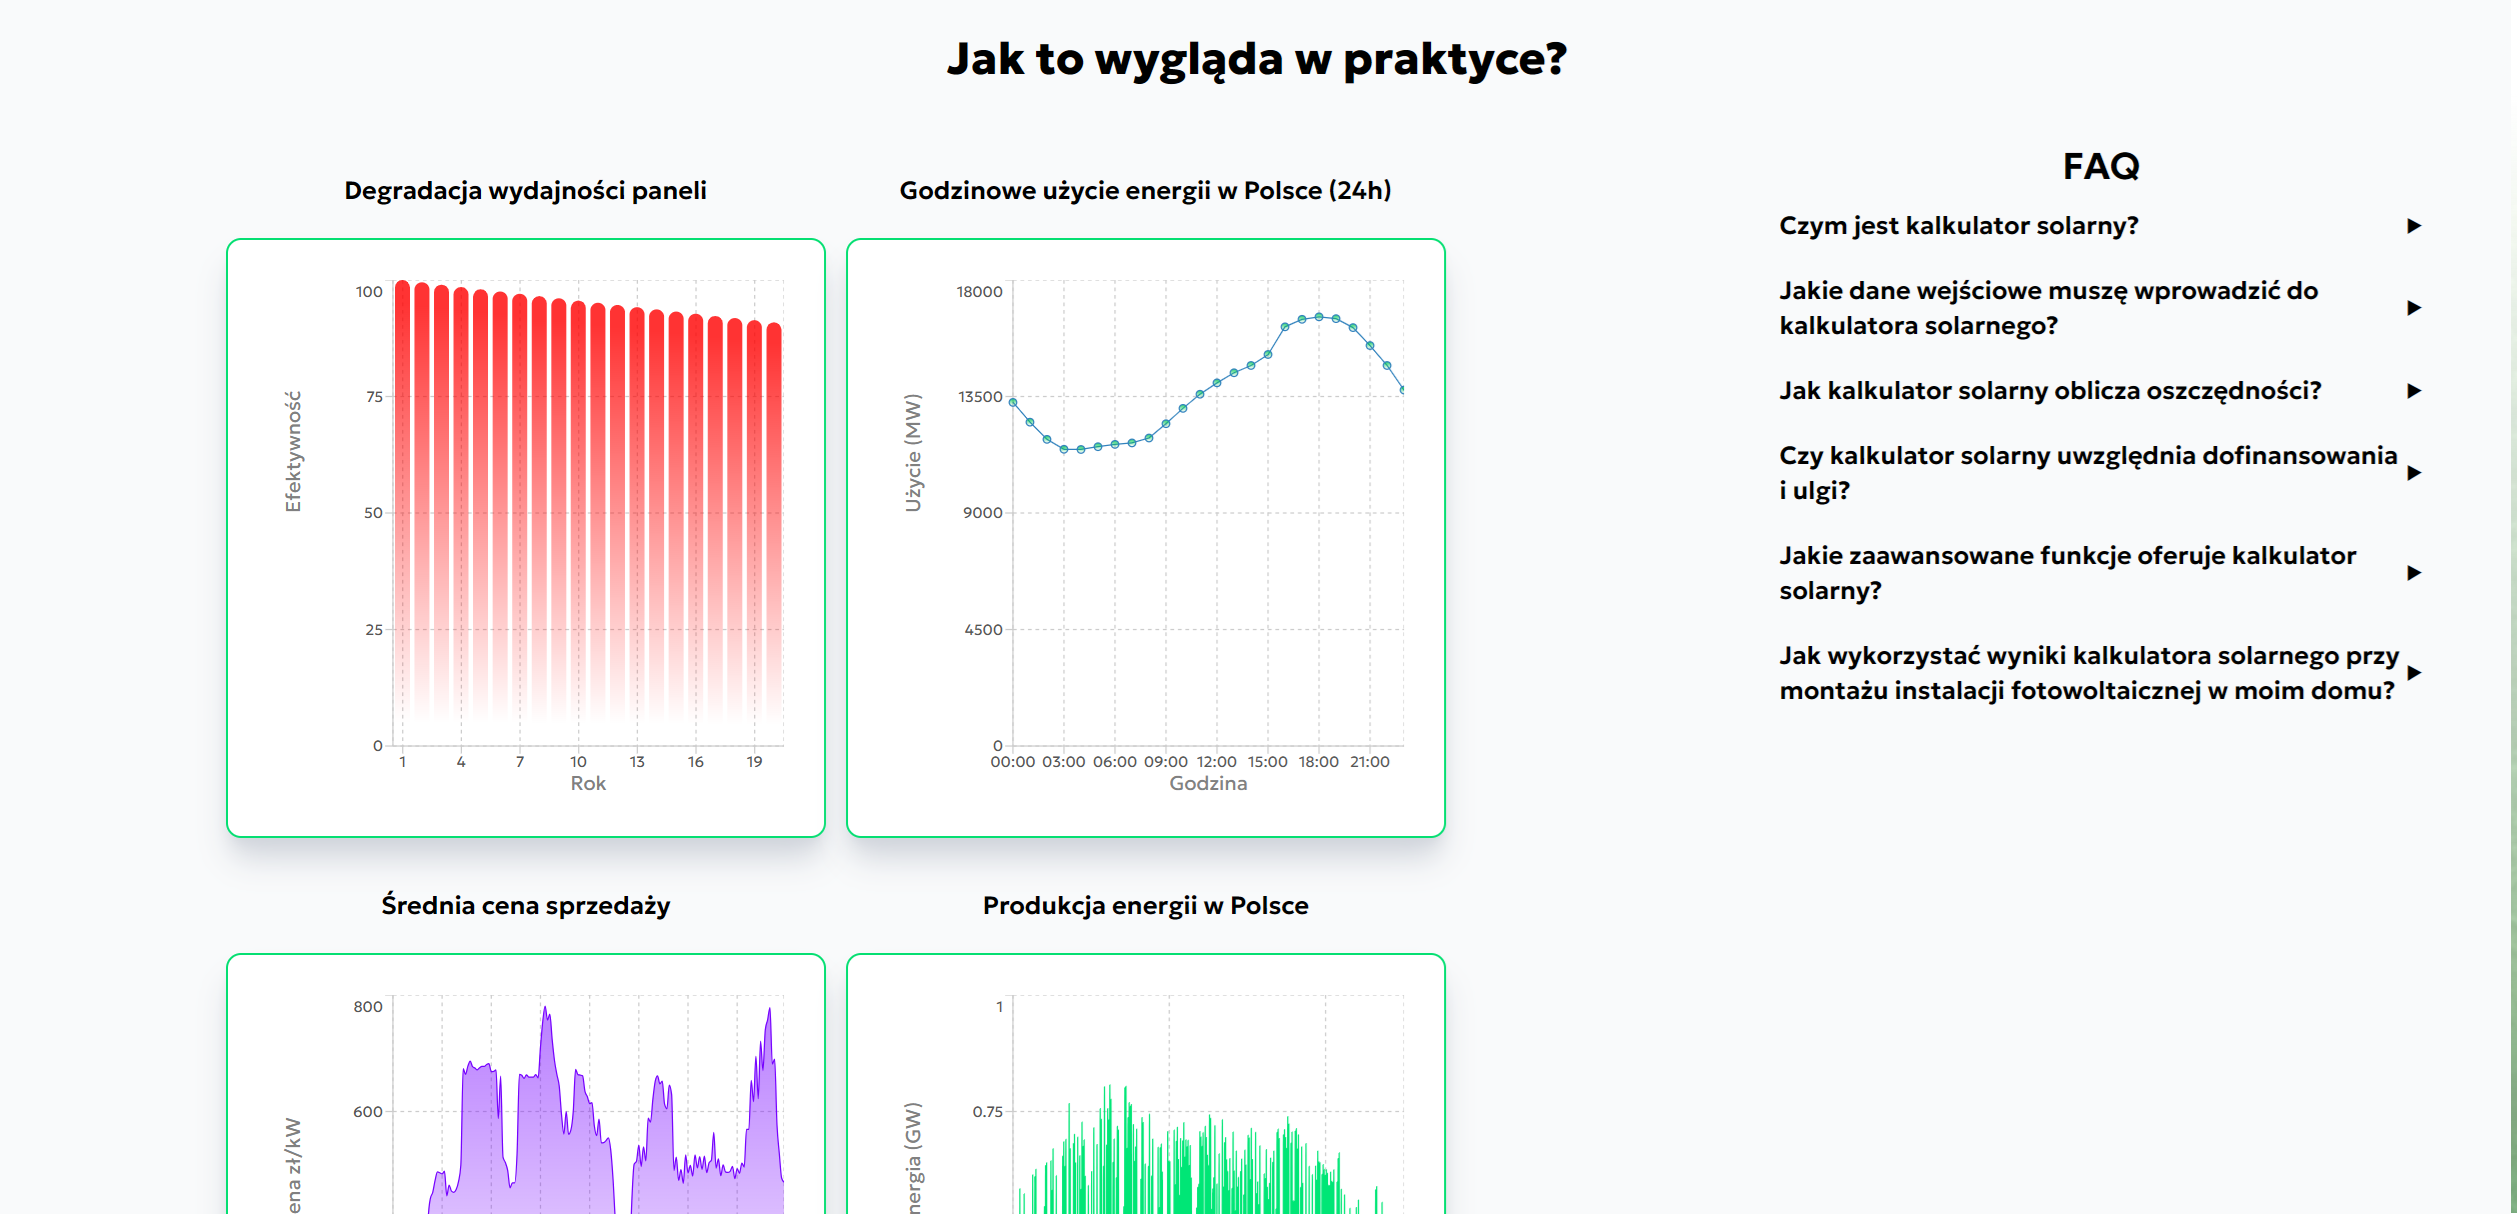 Jak to wygląda w praktyce?
Degradacja wydajności paneli
100
75
50
25
0
Efektywność
1 4 7 10 13 16 19
Rok
Godzinowe użycie energii w Polsce (24h)
18000
13500
9000
4500
0
Użycie (MW)
00:00 03:00 06:00 09:00 12:00 15:00 18:00 21:00
Godzina
Średnia cena sprzedaży
800
600
ena zł/kW
Produkcja energii w Polsce
1
0.75
nergia (GW)
FAQ
Czym jest kalkulator solarny?
Jakie dane wejściowe muszę wprowadzić do
kalkulatora solarnego?
Jak kalkulator solarny oblicza oszczędności?
Czy kalkulator solarny uwzględnia dofinansowania
i ulgi?
Jakie zaawansowane funkcje oferuje kalkulator
solarny?
Jak wykorzystać wyniki kalkulatora solarnego przy
montażu instalacji fotowoltaicznej w moim domu?